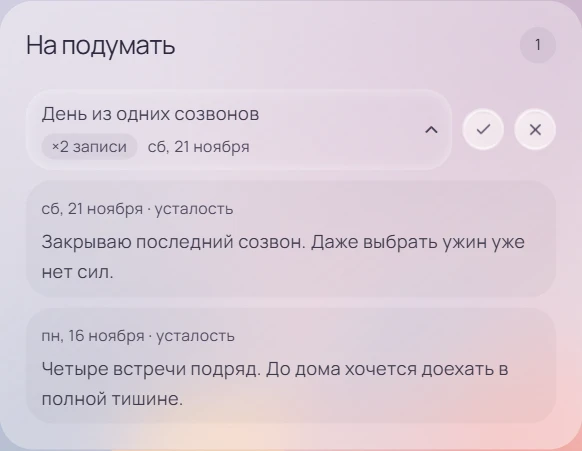 На подумать
1
День из одних созвонов
×2 записи сб, 21 ноября
сб, 21 ноября · усталость
Закрываю последний созвон. Даже выбрать ужин уже
нет сил.
пн, 16 ноября · усталость
Четыре встречи подряд. До дома хочется доехать в
полной тишине.